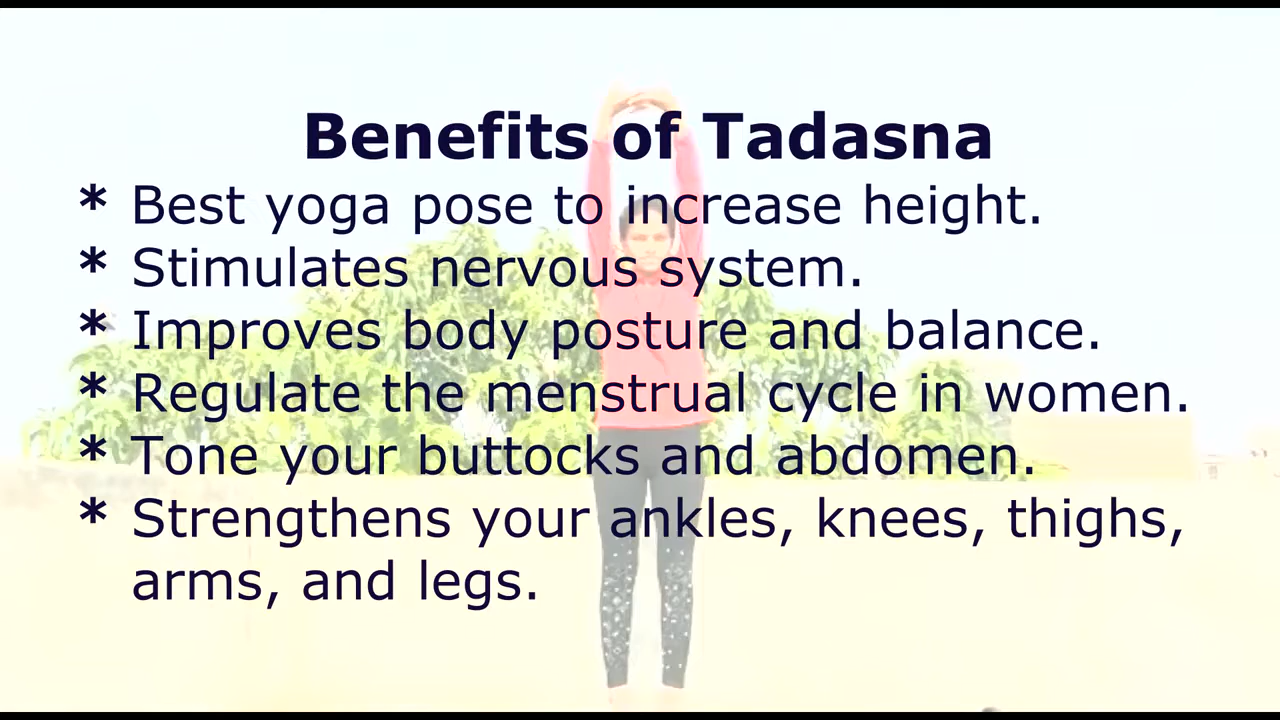 Benefits of Tadasna
* Best yoga pose to increase height.
* Stimulates nervous system.
* Improves body posture and balance.
* Regulate the menstrual cycle in women.
* Tone your buttocks and abdomen.
* Strengthens your ankles, knees, thighs,
arms, and legs.